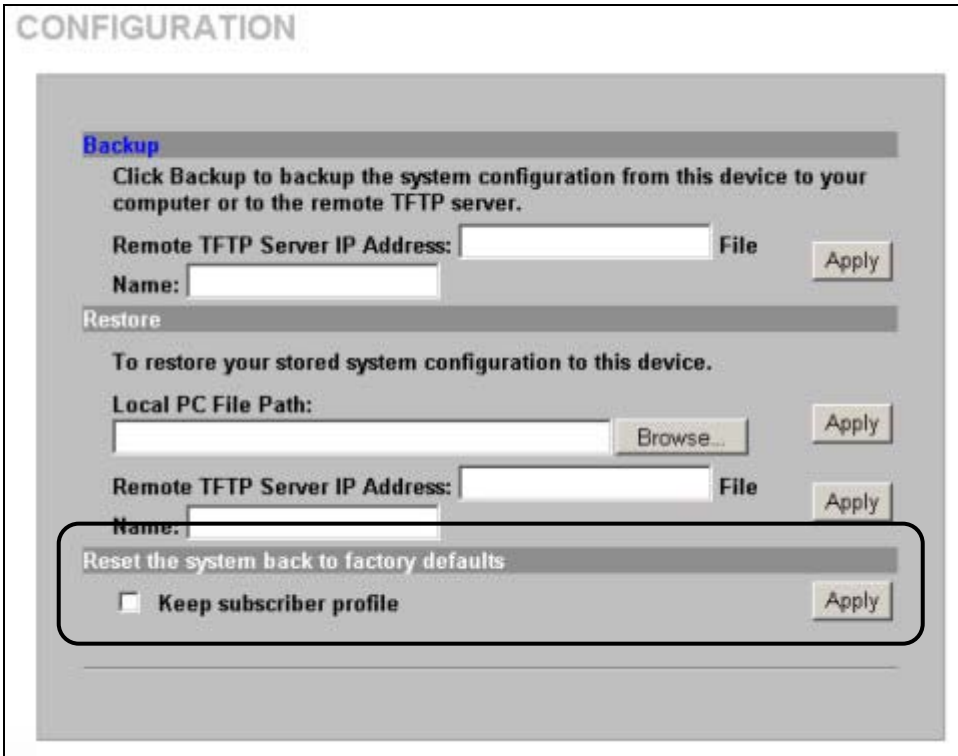 CONFIGURATION
Backup
Click Backup to backup the system configuration from this device to your
computer or to the remote TFTP server.
Remote TFTP Server IP Address: File
Name: Apply
Restore
To restore your stored system configuration to this device.
Local PC File Path:
Browse... Apply
Remote TFTP Server IP Address: File
Name: Apply
Reset the system back to factory defaults
Keep subscriber profile Apply